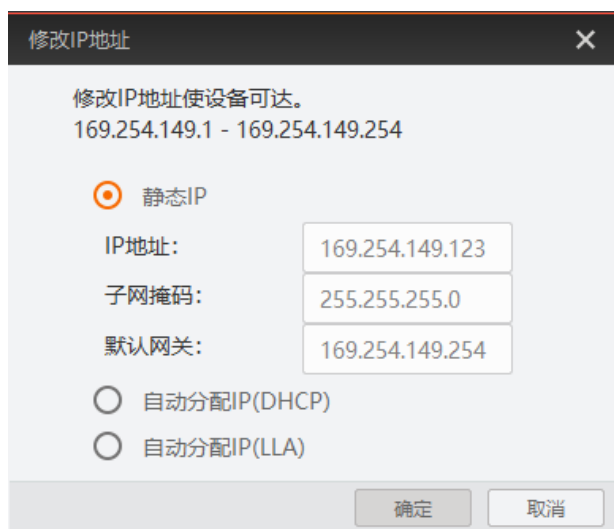 修改IP地址
修改IP地址使设备可达。
169.254.149.1 - 169.254.149.254
静态IP
IP地址: 169.254.149.123
子网掩码: 255.255.255.0
默认网关: 169.254.149.254
自动分配IP(DHCP)
自动分配IP(LLA)
确定 取消